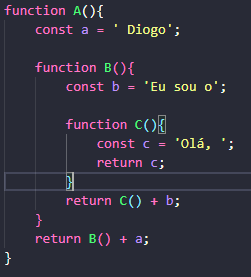 function A(){
    const a = ' Diogo';

    function B(){
        const b = 'Eu sou o';

        function C(){
            const c = 'Olá, ';
            return c;
        }
        return C() + b;
    }
    return B() + a;
}